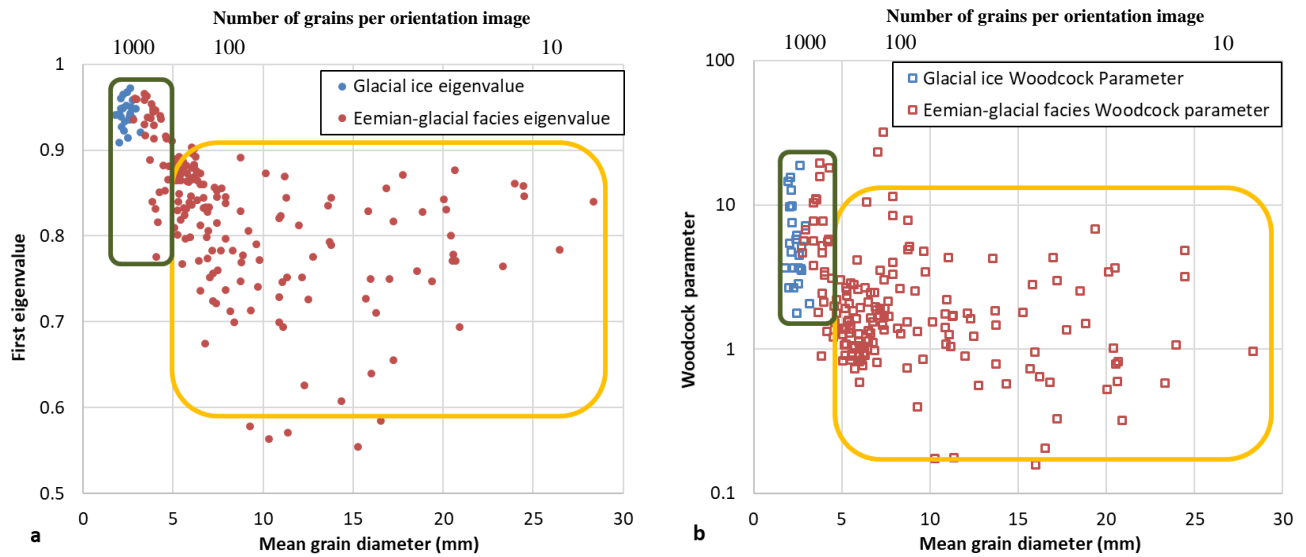 Number of grains per orientation image
1000 100 10
1
0.9
0.8
0.7
0.6
0.5
First eigenvalue
Glacial ice eigenvalue
Eemian-glacial facies eigenvalue
0 5 10 15 20 25 30
a Mean grain diameter (mm)
Number of grains per orientation image
1000 100 10
100
10
1
0.1
Woodcock parameter
Glacial ice Woodcock Parameter
Eemian-glacial facies Woodcock parameter
0 5 10 15 20 25 30
b Mean grain diameter (mm)